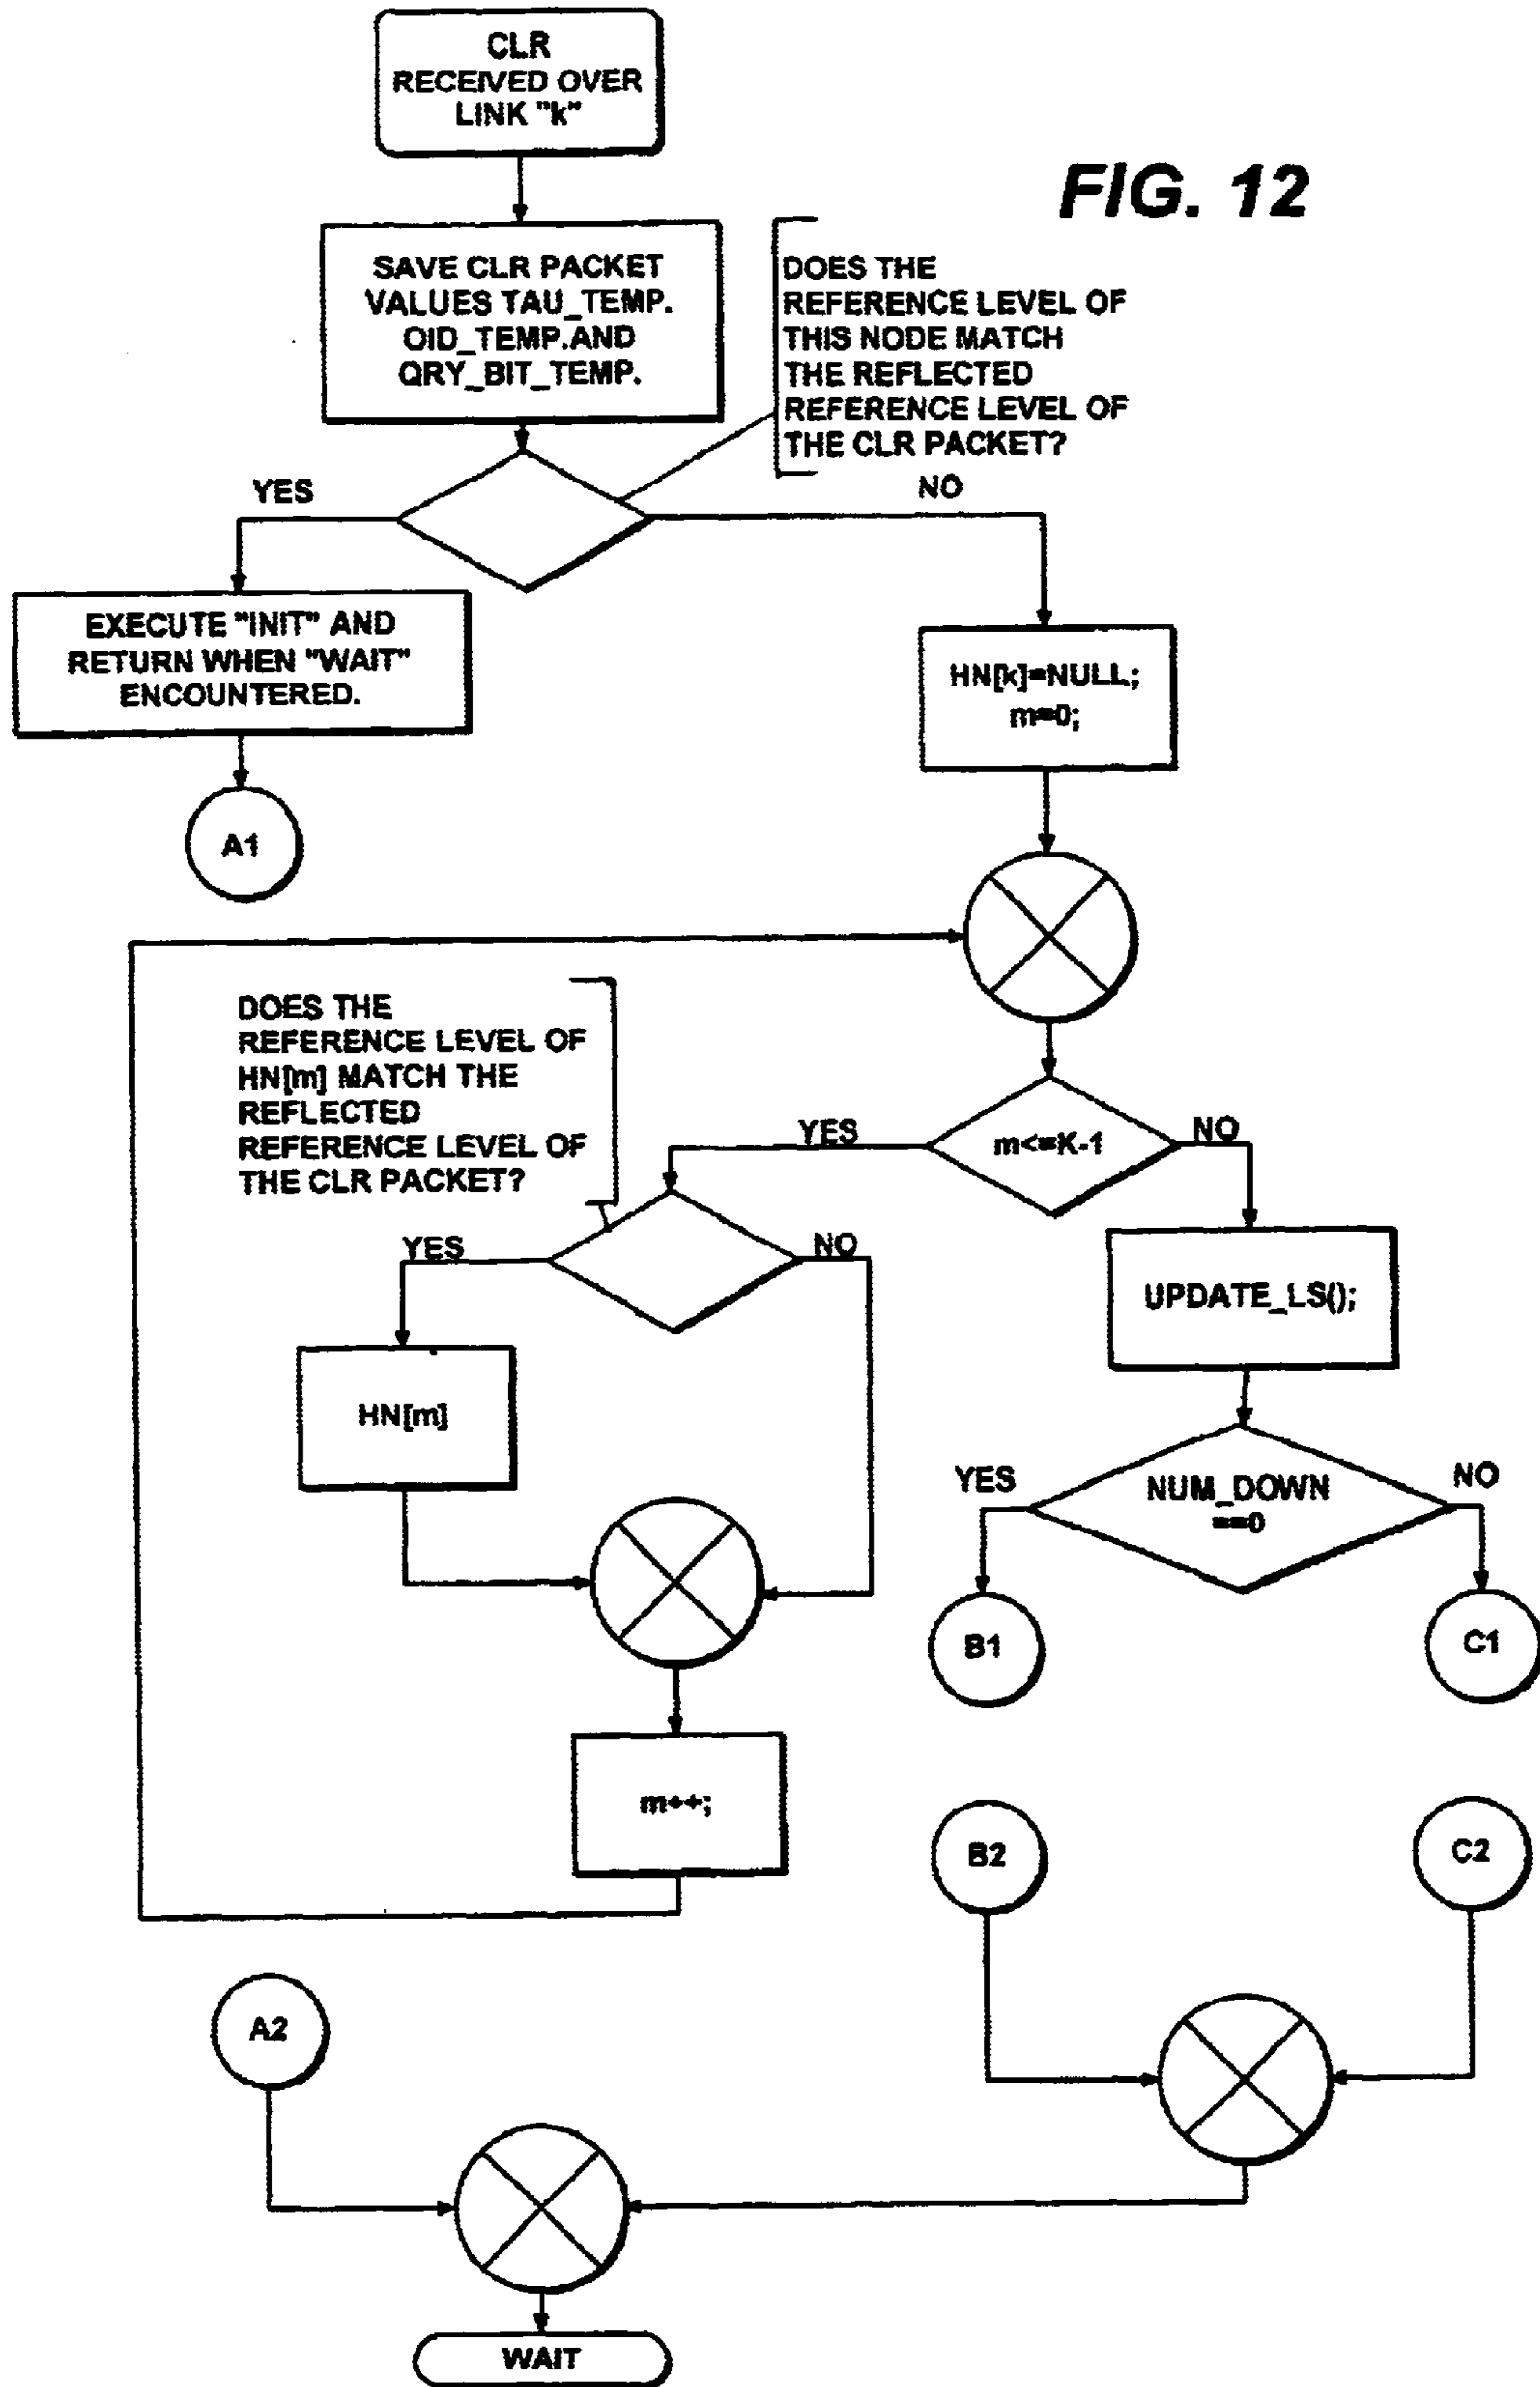 CLR
RECEIVED OVER
LINK "k"
FIG. 12
SAVE CLR PACKET
VALUES TAU_TEMP.
OID_TEMP.AND
QRY_BIT_TEMP.
DOES THE
REFERENCE LEVEL OF
THIS NODE MATCH
THE REFLECTED
REFERENCE LEVEL OF
THE CLR PACKET?
YES
NO
EXECUTE "INIT" AND
RETURN WHEN "WAIT"
ENCOUNTERED.
HN[k]=NULL;
m=0;
A1
DOES THE
REFERENCE LEVEL OF
HN[m] MATCH THE
REFLECTED
REFERENCE LEVEL OF
THE CLR PACKET?
YES
m<=K-1
NO
YES
NO
UPDATE_LS();
HN[m]
YES
NUM_DOWN
==0
NO
B1
C1
m++;
B2
C2
A2
WAIT